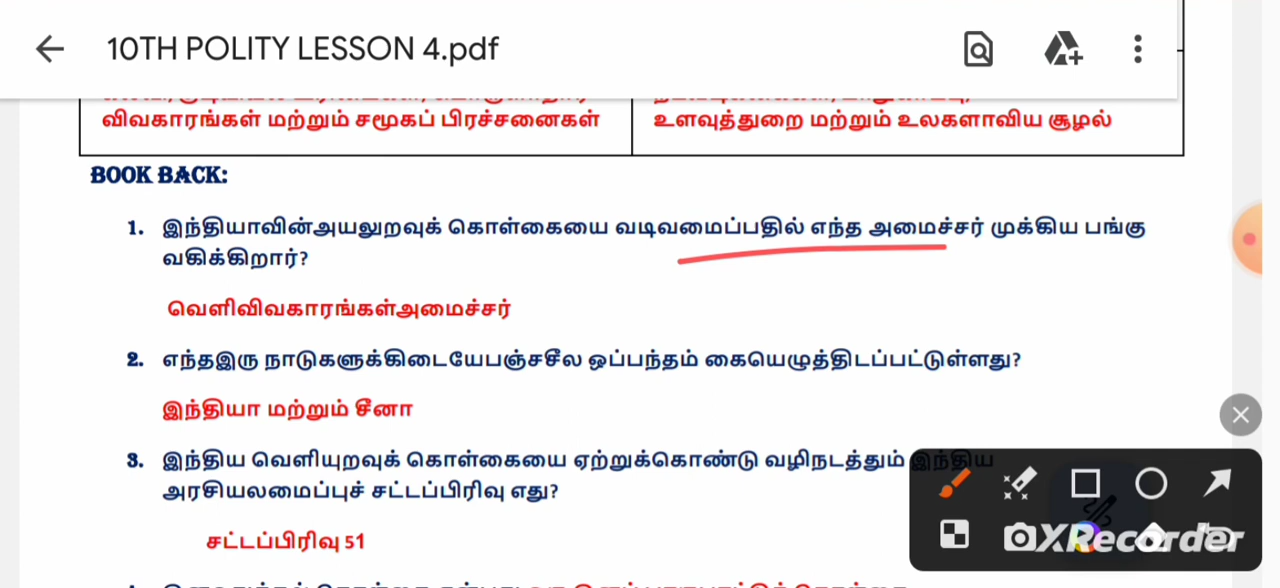 10TH POLITY LESSON 4.pdf
விவகாரங்கள் மற்றும் சமூகப் பிரச்சனைகள்
உளவுத்துறை மற்றும் உலகளாவிய சூழல்
BOOK BACK:
1. இந்தியாவின்அயலுறவுக் கொள்கையை வடிவமைப்பதில் எந்த அமைச்சர் முக்கிய பங்கு
வகிக்கிறார்?
வெளிவிவகாரங்கள்அமைச்சர்
2. எந்தஇரு நாடுகளுக்கிடையேபஞ்சசீல ஒப்பந்தம் கையெழுத்திடப்பட்டுள்ளது?
இந்தியா மற்றும் சீனா
3. இந்திய வெளியுறவுக் கொள்கையை ஏற்றுக்கொண்டு வழிநடத்தும் இந்திய
அரசியலமைப்புச் சட்டப்பிரிவு எது?
சட்டப்பிரிவு 51
XRecorder